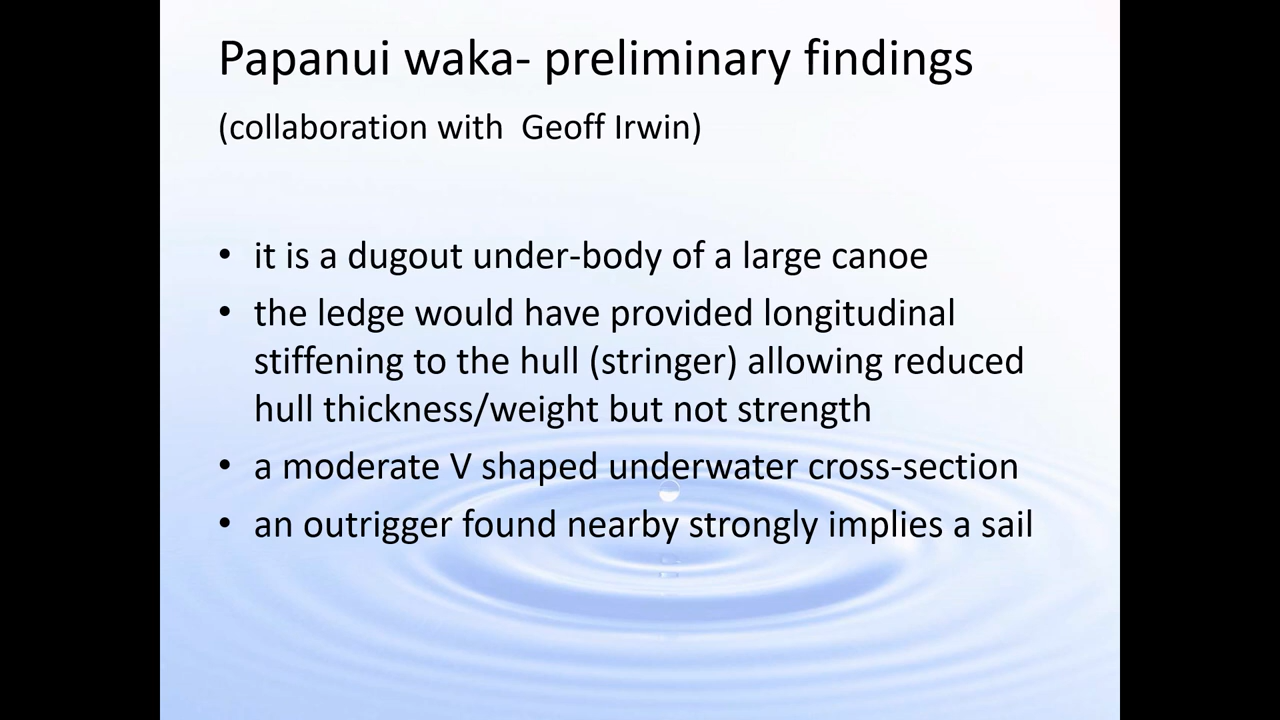 Papanui waka- preliminary findings
(collaboration with  Geoff Irwin)
• it is a dugout under-body of a large canoe
• the ledge would have provided longitudinal
stiffening to the hull (stringer) allowing reduced
hull thickness/weight but not strength
• a moderate V shaped underwater cross-section
• an outrigger found nearby strongly implies a sail